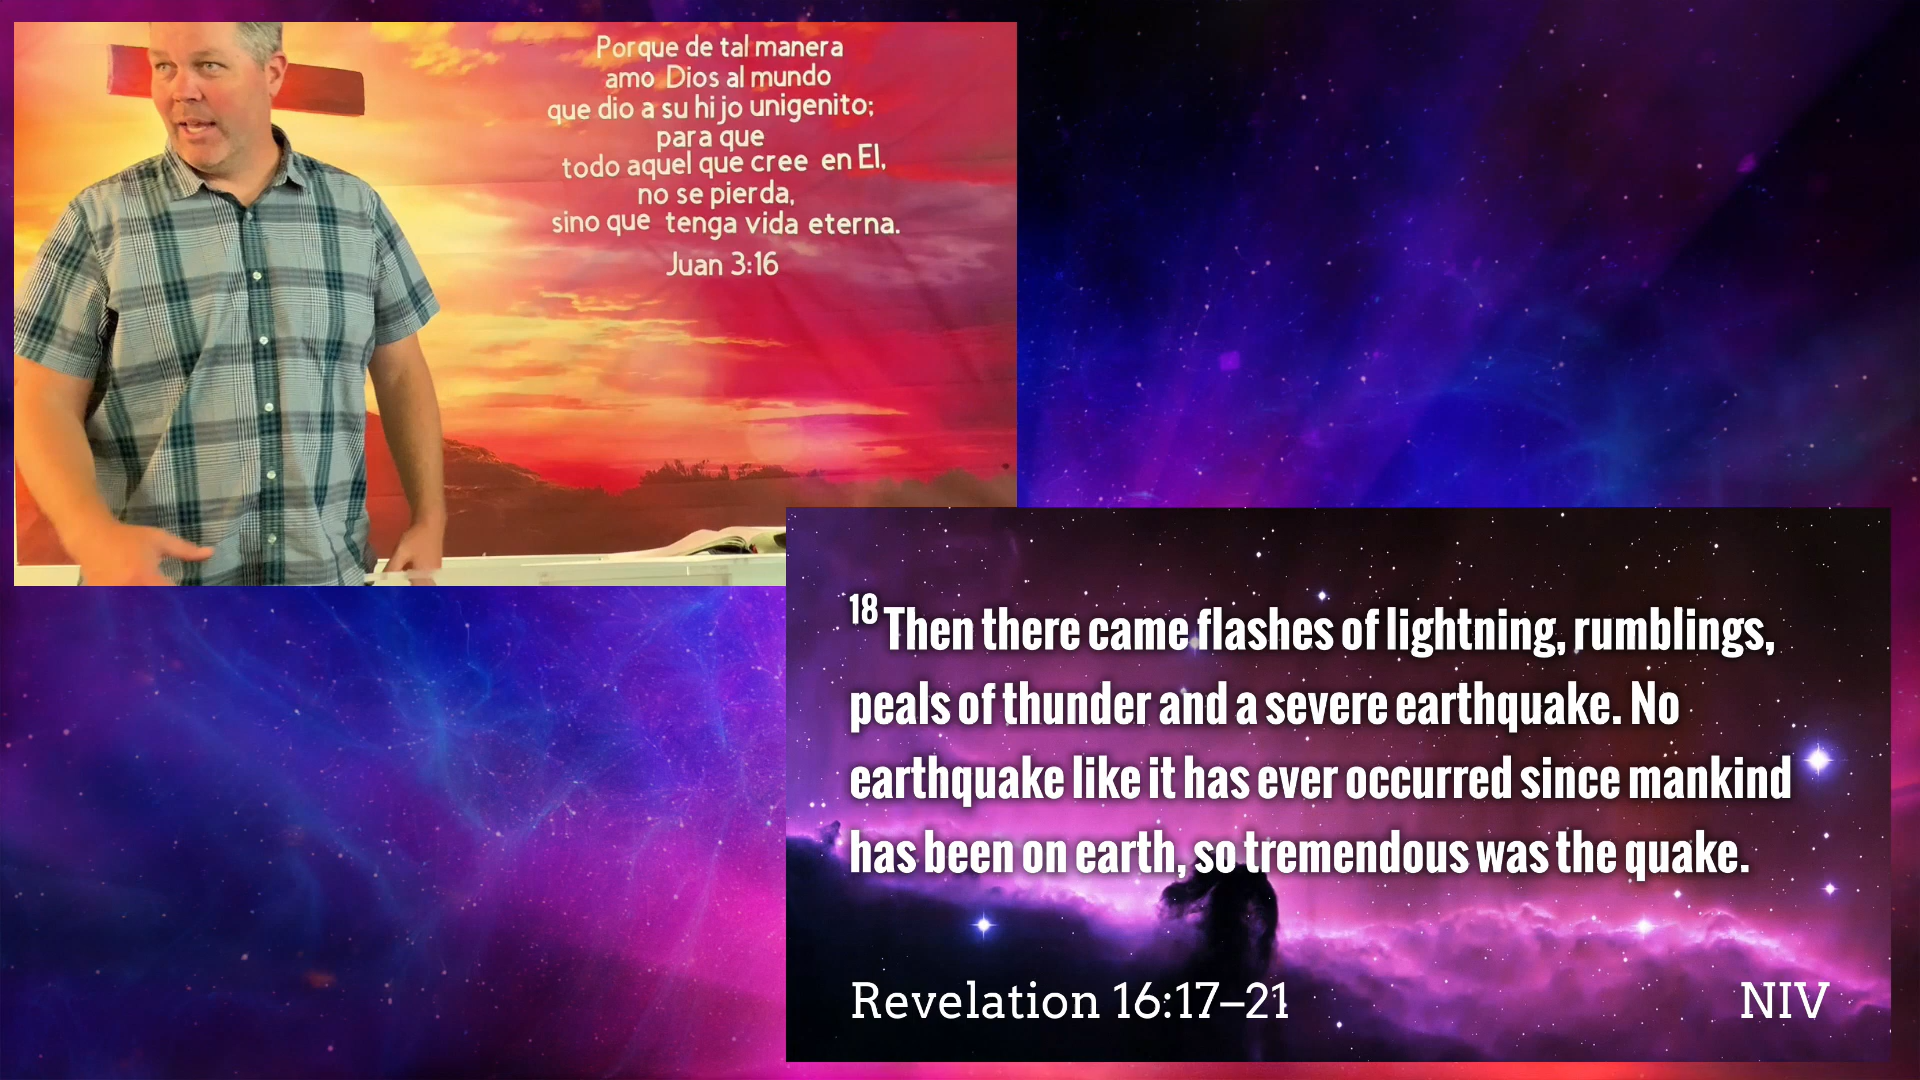 Porque de tal manera
amo Dios al mundo
que dio a su hijo unigenito;
para que
todo aquel que cree en El,
no se pierda,
sino que tenga vida eterna.
Juan 3:16
18 Then there came flashes of lightning, rumblings,
peals of thunder and a severe earthquake. No
earthquake like it has ever occurred since mankind
has been on earth, so tremendous was the quake.
Revelation 16:17–21 NIV